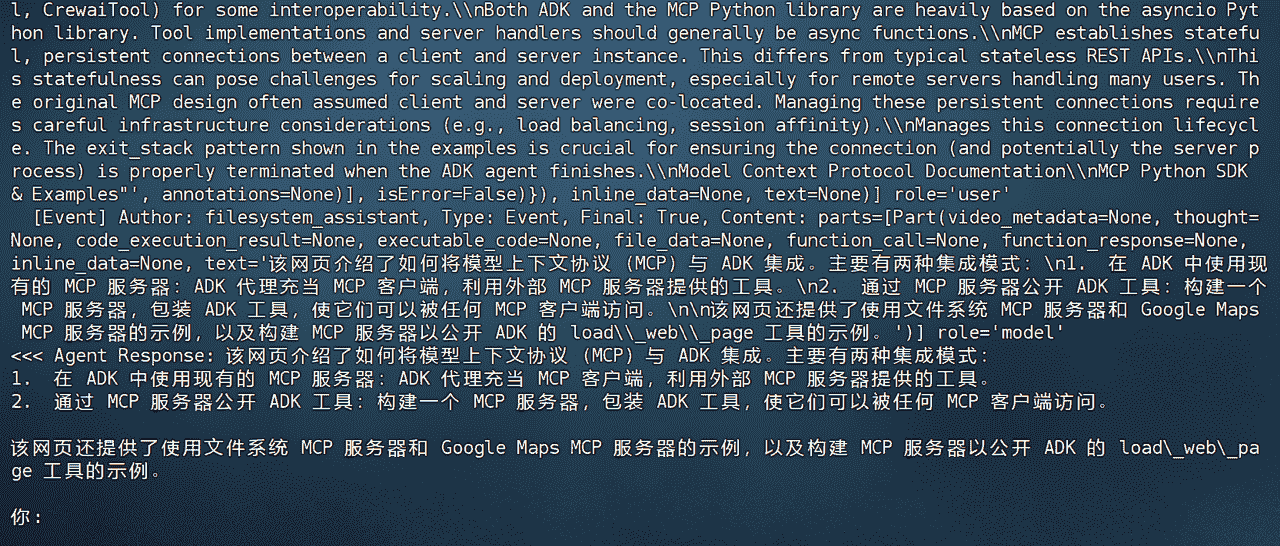 l, CrewaiTool) for some interoperability.\\nBoth ADK and the MCP Python library are heavily based on the asyncio Pyt
hon library. Tool implementations and server handlers should generally be async functions.\\nMCP establishes statefu
l, persistent connections between a client and server instance. This differs from typical stateless REST APIs.\\nThi
s statefulness can pose challenges for scaling and deployment, especially for remote servers handling many users. Th
e original MCP design often assumed client and server were co-located. Managing these persistent connections require
s careful infrastructure considerations (e.g., load balancing, session affinity).\\nManages this connection lifecycl
e. The exit_stack pattern shown in the examples is crucial for ensuring the connection (and potentially the server p
rocess) is properly terminated when the ADK agent finishes.\\nModel Context Protocol Documentation\\nMCP Python SDK
& Examples"', annotations=None)], isError=False)}), inline_data=None, text=None)] role='user'
  [Event] Author: filesystem_assistant, Type: Event, Final: True, Content: parts=[Part(video_metadata=None, thought=
None, code_execution_result=None, executable_code=None, file_data=None, function_call=None, function_response=None,
inline_data=None, text='该网页介绍了如何将模型上下文协议 (MCP) 与 ADK 集成。主要有两种集成模式：\n1.  在 ADK 中使用现
有的 MCP 服务器：ADK 代理充当 MCP 客户端，利用外部 MCP 服务器提供的工具。\n2.  通过 MCP 服务器公开 ADK 工具：构建一个
 MCP 服务器，包装 ADK 工具，使它们可以被任何 MCP 客户端访问。\n\n该网页还提供了使用文件系统 MCP 服务器和 Google Maps
 MCP 服务器的示例，以及构建 MCP 服务器以公开 ADK 的 load\\_web\\_page 工具的示例。')] role='model'
<<< Agent Response: 该网页介绍了如何将模型上下文协议 (MCP) 与 ADK 集成。主要有两种集成模式：
1.  在 ADK 中使用现有的 MCP 服务器：ADK 代理充当 MCP 客户端，利用外部 MCP 服务器提供的工具。
2.  通过 MCP 服务器公开 ADK 工具：构建一个 MCP 服务器，包装 ADK 工具，使它们可以被任何 MCP 客户端访问。
该网页还提供了使用文件系统 MCP 服务器和 Google Maps MCP 服务器的示例，以及构建 MCP 服务器以公开 ADK 的 load\_web\_pa
ge 工具的示例。
你：